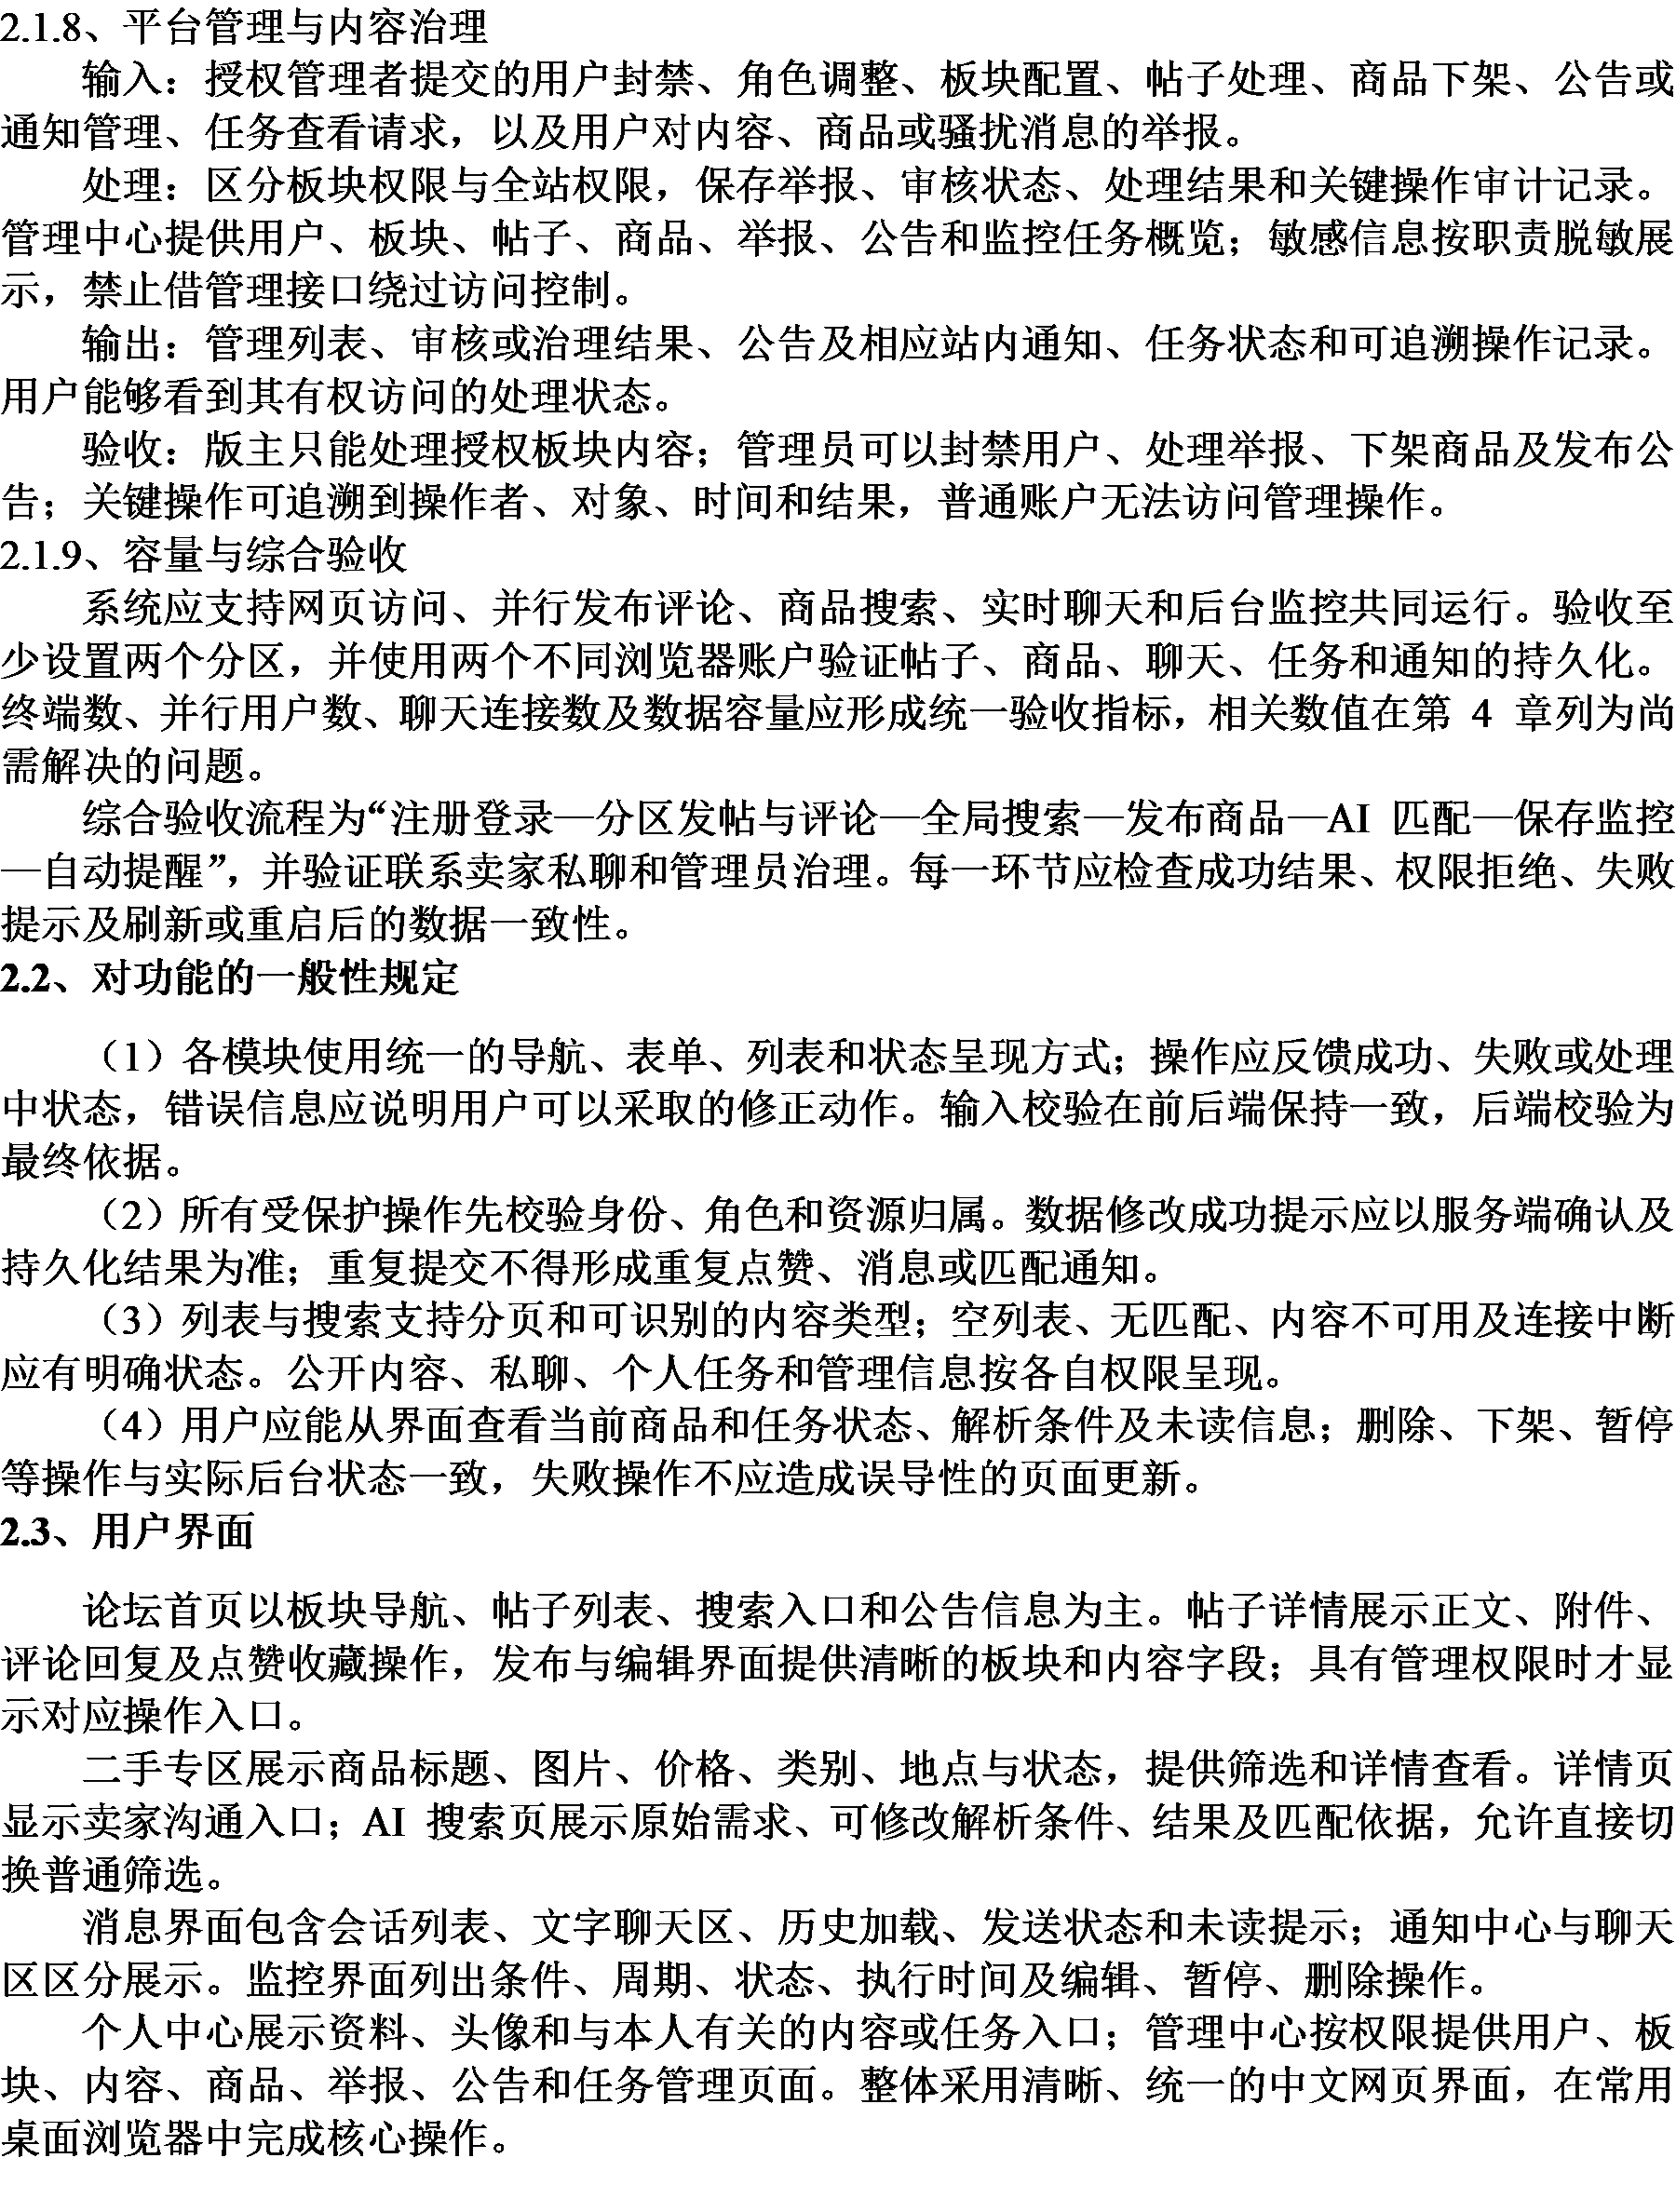 2.1.8、平台管理与内容治理
输入：授权管理者提交的用户封禁、角色调整、板块配置、帖子处理、商品下架、公告或
通知管理、任务查看请求，以及用户对内容、商品或骚扰消息的举报。
处理：区分板块权限与全站权限，保存举报、审核状态、处理结果和关键操作审计记录。
管理中心提供用户、板块、帖子、商品、举报、公告和监控任务概览；敏感信息按职责脱敏展
示，禁止借管理接口绕过访问控制。
输出：管理列表、审核或治理结果、公告及相应站内通知、任务状态和可追溯操作记录。
用户能够看到其有权访问的处理状态。
验收：版主只能处理授权板块内容；管理员可以封禁用户、处理举报、下架商品及发布公
告；关键操作可追溯到操作者、对象、时间和结果，普通账户无法访问管理操作。
2.1.9、容量与综合验收
系统应支持网页访问、并行发布评论、商品搜索、实时聊天和后台监控共同运行。验收至
少设置两个分区，并使用两个不同浏览器账户验证帖子、商品、聊天、任务和通知的持久化。
终端数、并行用户数、聊天连接数及数据容量应形成统一验收指标，相关数值在第 4 章列为尚
需解决的问题。
综合验收流程为“注册登录—分区发帖与评论—全局搜索—发布商品—AI 匹配—保存监控
—自动提醒”，并验证联系卖家私聊和管理员治理。每一环节应检查成功结果、权限拒绝、失败
提示及刷新或重启后的数据一致性。
2.2、对功能的一般性规定
（1）各模块使用统一的导航、表单、列表和状态呈现方式；操作应反馈成功、失败或处理
中状态，错误信息应说明用户可以采取的修正动作。输入校验在前后端保持一致，后端校验为
最终依据。
（2）所有受保护操作先校验身份、角色和资源归属。数据修改成功提示应以服务端确认及
持久化结果为准；重复提交不得形成重复点赞、消息或匹配通知。
（3）列表与搜索支持分页和可识别的内容类型；空列表、无匹配、内容不可用及连接中断
应有明确状态。公开内容、私聊、个人任务和管理信息按各自权限呈现。
（4）用户应能从界面查看当前商品和任务状态、解析条件及未读信息；删除、下架、暂停
等操作与实际后台状态一致，失败操作不应造成误导性的页面更新。
2.3、用户界面
论坛首页以板块导航、帖子列表、搜索入口和公告信息为主。帖子详情展示正文、附件、
评论回复及点赞收藏操作，发布与编辑界面提供清晰的板块和内容字段；具有管理权限时才显
示对应操作入口。
二手专区展示商品标题、图片、价格、类别、地点与状态，提供筛选和详情查看。详情页
显示卖家沟通入口；AI 搜索页展示原始需求、可修改解析条件、结果及匹配依据，允许直接切
换普通筛选。
消息界面包含会话列表、文字聊天区、历史加载、发送状态和未读提示；通知中心与聊天
区区分展示。监控界面列出条件、周期、状态、执行时间及编辑、暂停、删除操作。
个人中心展示资料、头像和与本人有关的内容或任务入口；管理中心按权限提供用户、板
块、内容、商品、举报、公告和任务管理页面。整体采用清晰、统一的中文网页界面，在常用
桌面浏览器中完成核心操作。